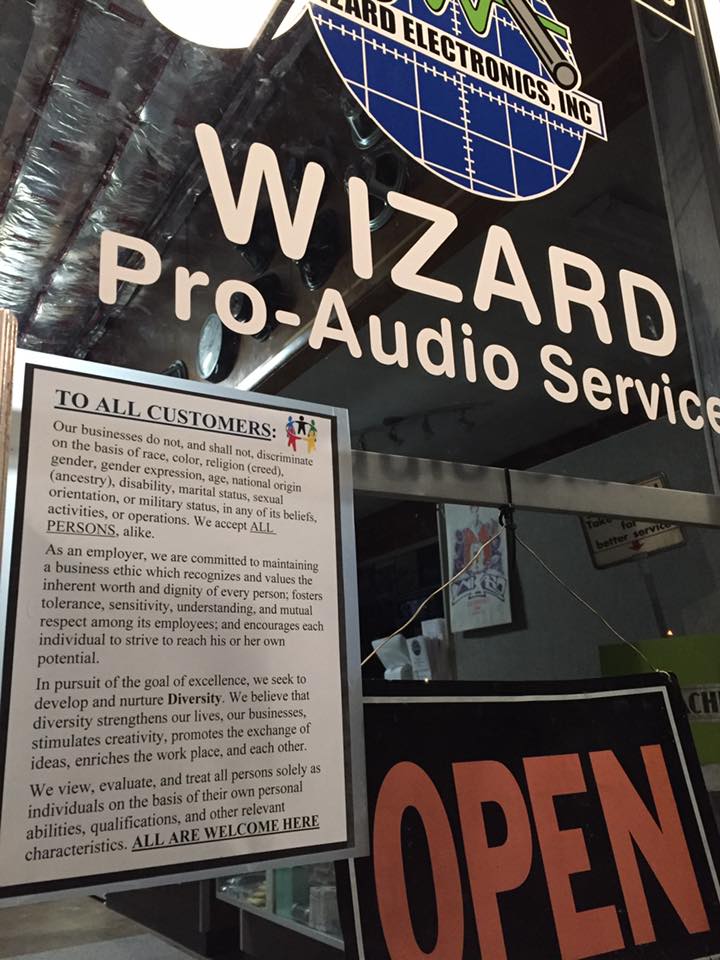 ZARD ELECTRONICS, INC
WIZARD
Pro-Audio Service
TO ALL CUSTOMERS:
Our businesses do not, and shall not, discriminate
on the basis of race, color, religion (creed),
gender, gender expression, age, national origin
(ancestry), disability, marital status, sexual
orientation, or military status, in any of its beliefs,
activities, or operations. We accept ALL
PERSONS, alike.
As an employer, we are committed to maintaining
a business ethic which recognizes and values the
inherent worth and dignity of every person; fosters
tolerance, sensitivity, understanding, and mutual
respect among its employees; and encourages each
individual to strive to reach his or her own
potential.
In pursuit of the goal of excellence, we seek to
develop and nurture Diversity. We believe that
diversity strengthens our lives, our businesses,
stimulates creativity, promotes the exchange of
ideas, enriches the work place, and each other.
We view, evaluate, and treat all persons solely as
individuals on the basis of their own personal
abilities, qualifications, and other relevant
characteristics. ALL ARE WELCOME HERE
Take
for
better service
CH
OPEN